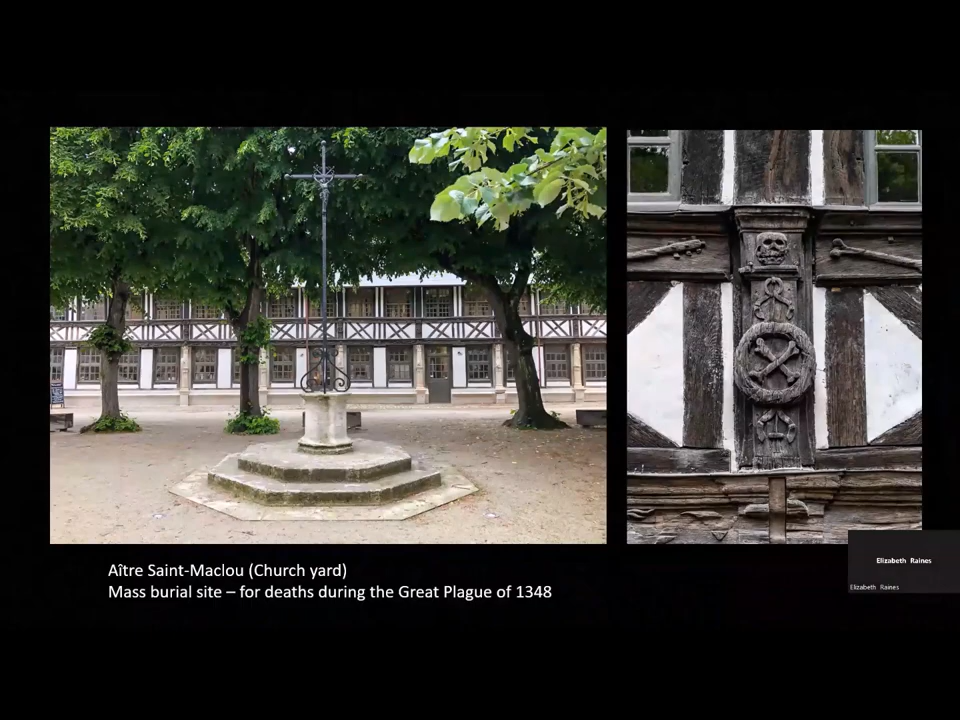 Aître Saint-Maclou (Church yard)
Mass burial site – for deaths during the Great Plague of 1348
Elizabeth Raines
Elizabeth Raines